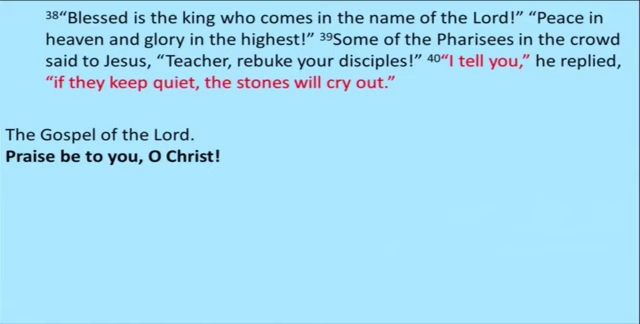 ³⁸“Blessed is the king who comes in the name of the Lord!” “Peace in
heaven and glory in the highest!” ³⁹Some of the Pharisees in the crowd
said to Jesus, “Teacher, rebuke your disciples!” ⁴⁰“I tell you,” he replied,
“if they keep quiet, the stones will cry out.”
The Gospel of the Lord.
Praise be to you, O Christ!